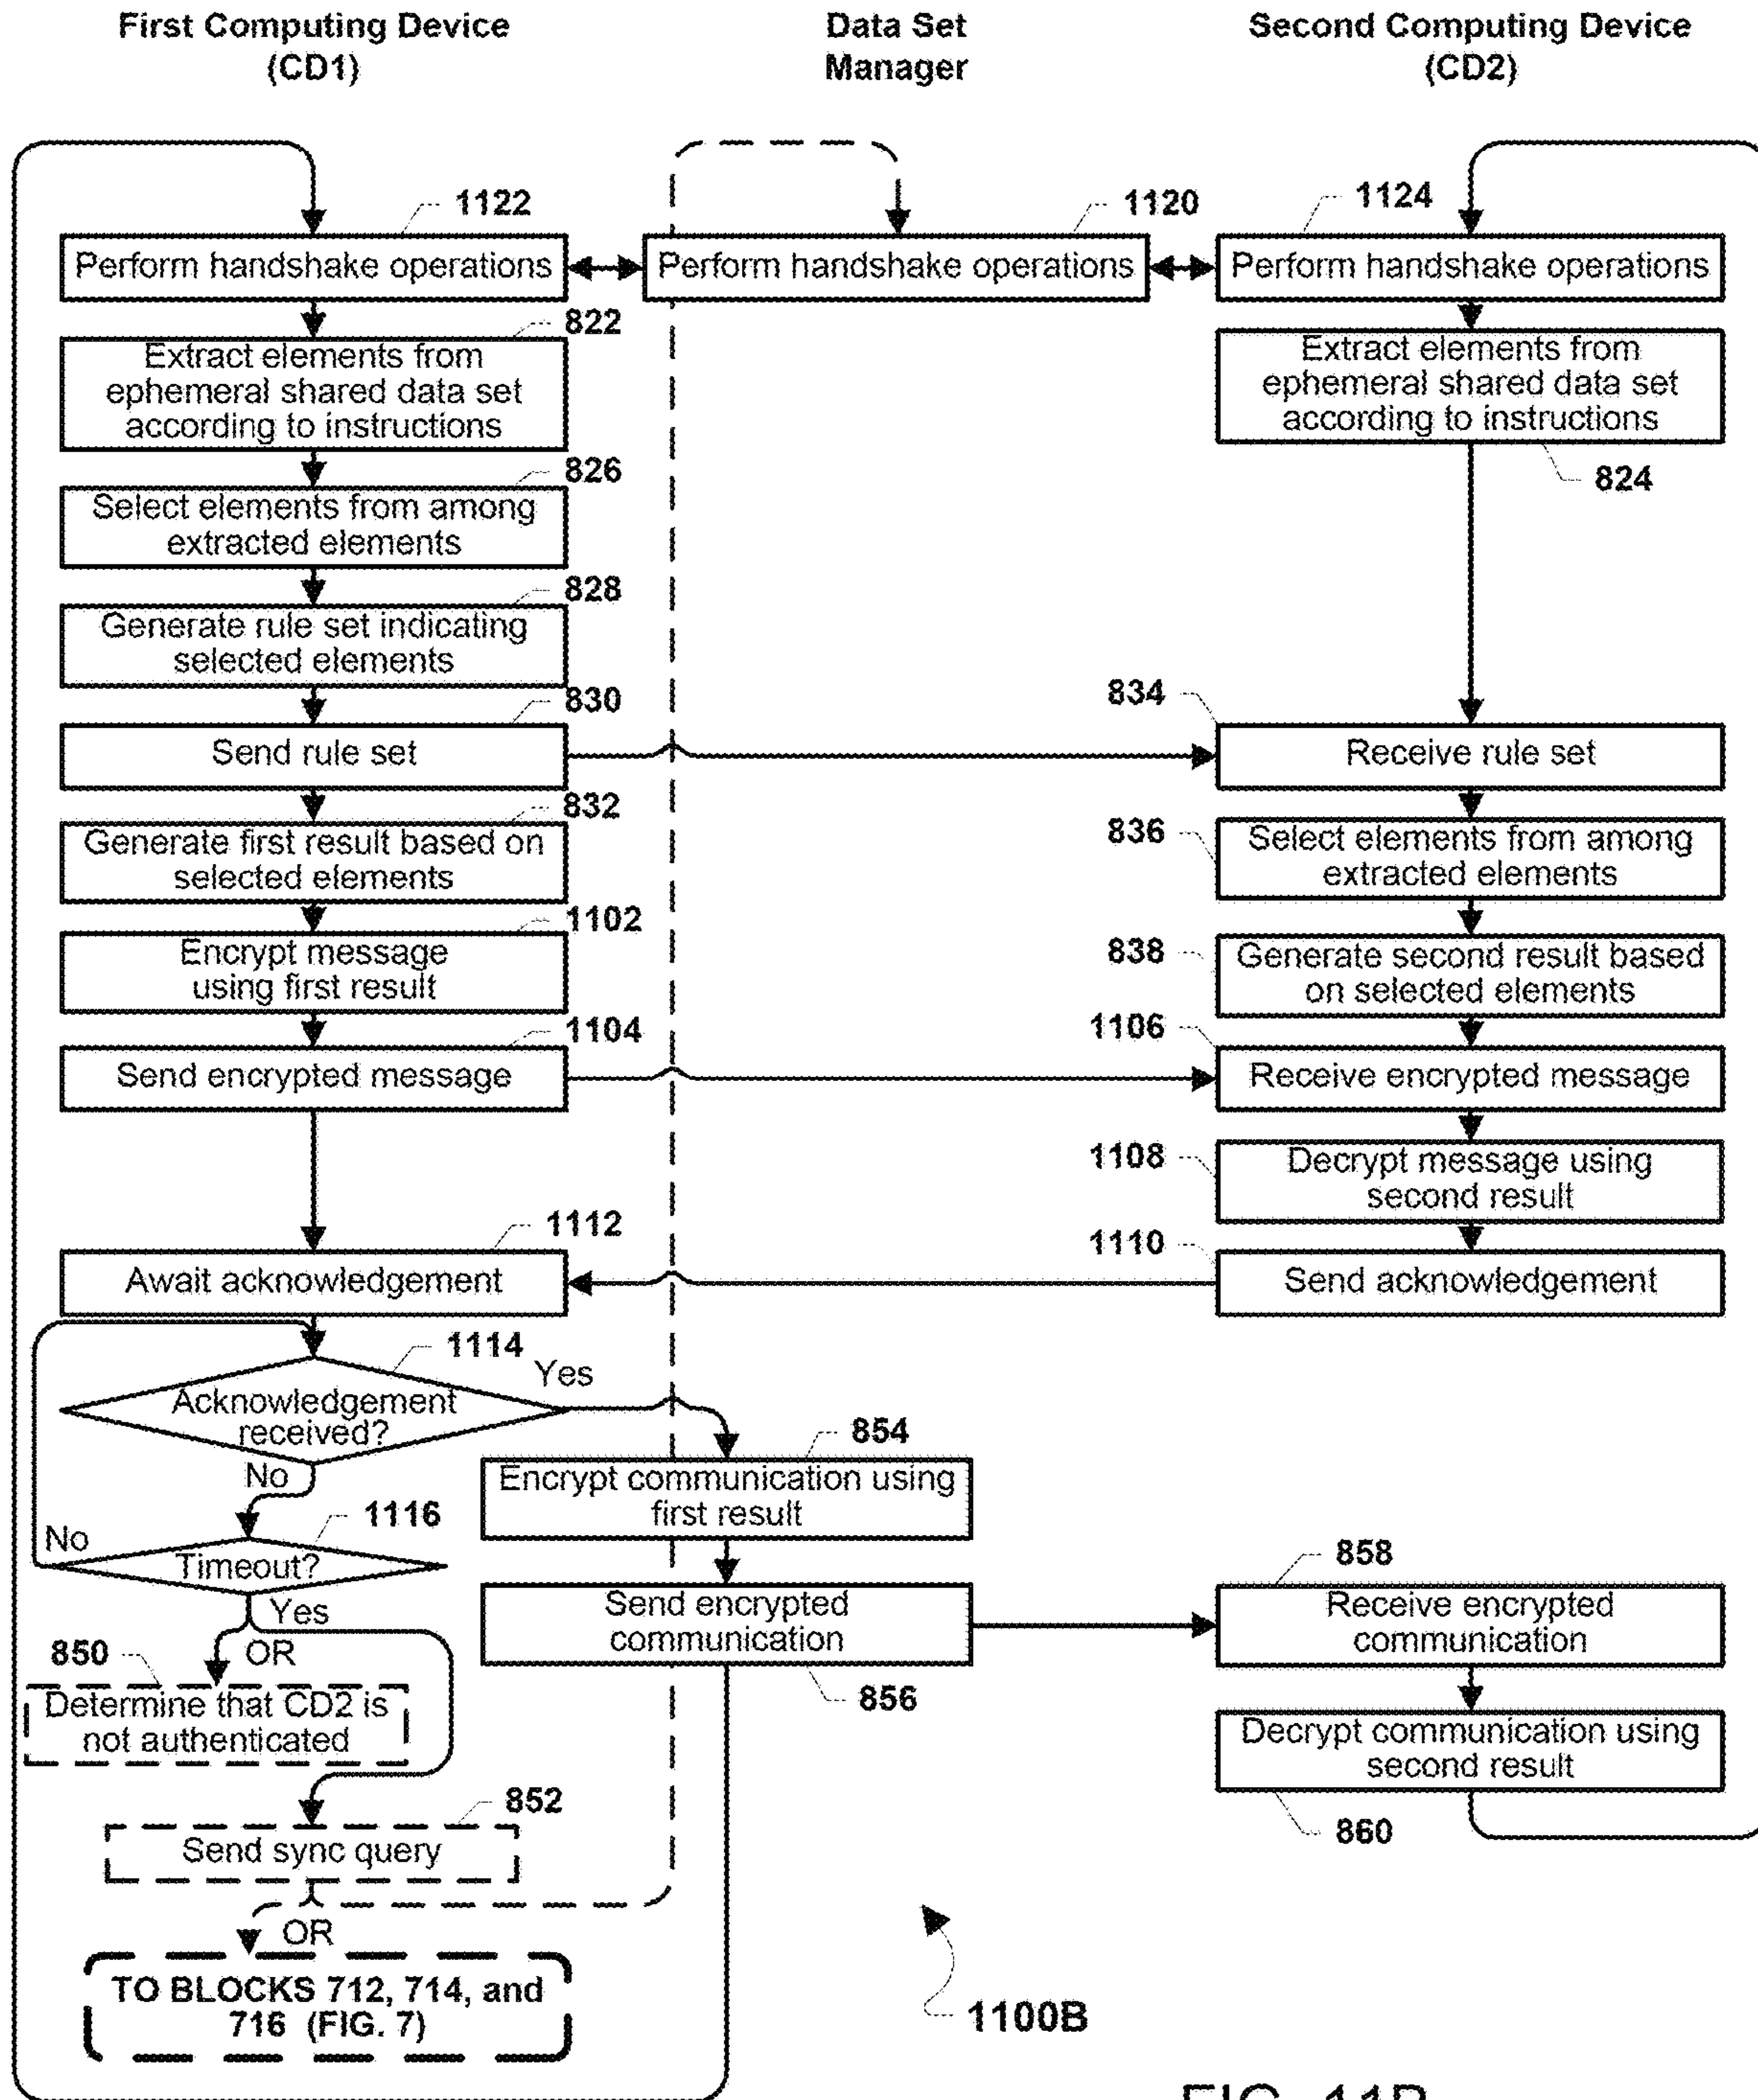 First Computing Device
(CD1)
Data Set
Manager
Second Computing Device
(CD2)
1122
1120
1124
Perform handshake operations
Perform handshake operations
Perform handshake operations
822
Extract elements from
ephemeral shared data set
according to instructions
Extract elements from
ephemeral shared data set
according to instructions
824
826
Select elements from among
extracted elements
828
Generate rule set indicating
selected elements
830
834
Send rule set
Receive rule set
832
Generate first result based on
selected elements
836
Select elements from among
extracted elements
1102
Encrypt message
using first result
838
Generate second result based
on selected elements
1104
1106
Send encrypted message
Receive encrypted message
1108
Decrypt message using
second result
1112
1110
Await acknowledgement
Send acknowledgement
1114
Yes
Acknowledgement
received?
No
854
Encrypt communication using
first result
1116
No
Timeout?
Yes
OR
858
Send encrypted
communication
Receive encrypted
communication
850
856
Determine that CD2 is
not authenticated
Decrypt communication using
second result
852
860
Send sync query
OR
TO BLOCKS 712, 714, and
716 (FIG. 7)
1100B
FIG. 11B